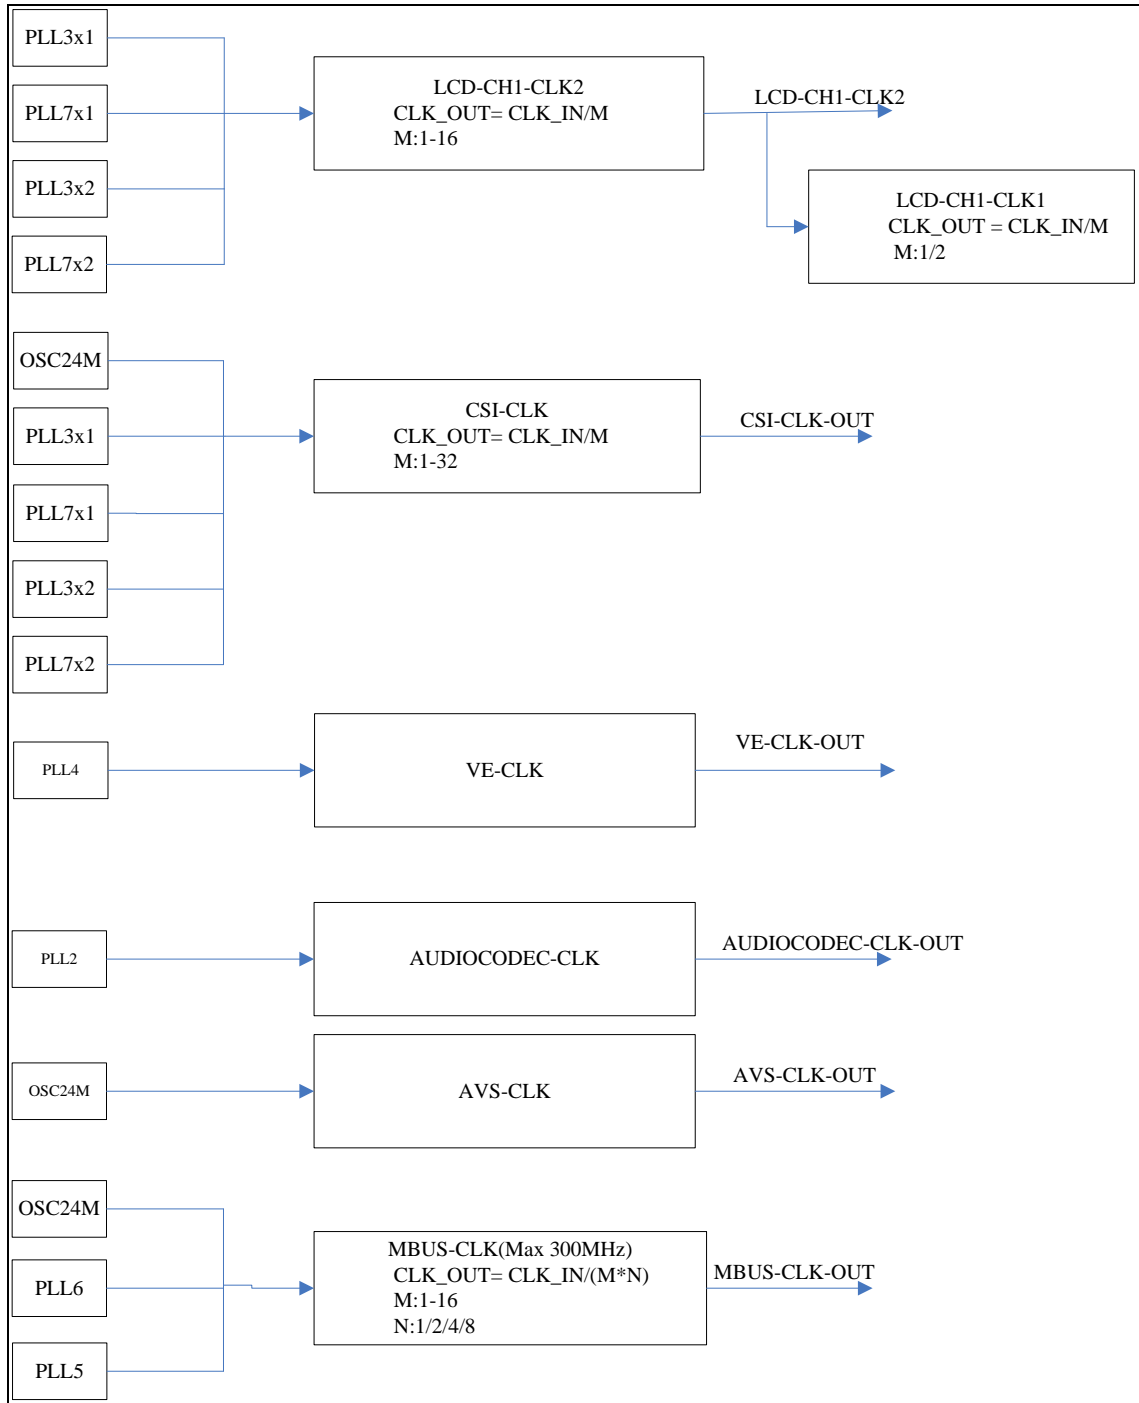 PLL3x1
PLL7x1
PLL3x2
PLL7x2
LCD-CH1-CLK2
CLK_OUT= CLK_IN/M
M:1-16
LCD-CH1-CLK2
LCD-CH1-CLK1
CLK_OUT = CLK_IN/M
M:1/2
OSC24M
PLL3x1
PLL7x1
PLL3x2
PLL7x2
CSI-CLK
CLK_OUT= CLK_IN/M
M:1-32
CSI-CLK-OUT
PLL4
VE-CLK
VE-CLK-OUT
PLL2
AUDIOCODEC-CLK
AUDIOCODEC-CLK-OUT
OSC24M
AVS-CLK
AVS-CLK-OUT
OSC24M
PLL6
PLL5
MBUS-CLK(Max 300MHz)
CLK_OUT= CLK_IN/(M*N)
M:1-16
N:1/2/4/8
MBUS-CLK-OUT